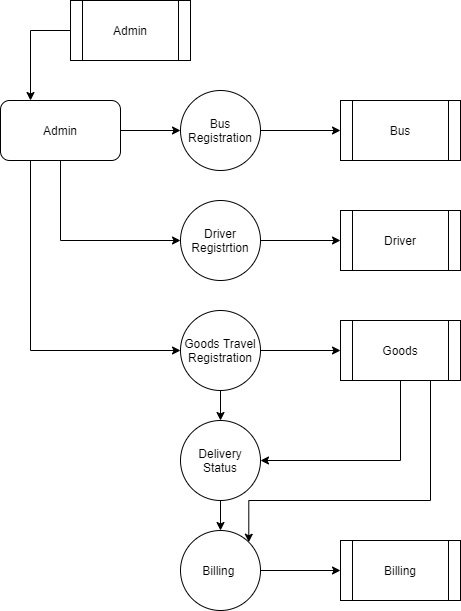 Admin
Admin
Bus
Registration
Bus
Driver
Registrtion
Driver
Goods Travel
Registration
Goods
Delivery
Status
Billing
Billing